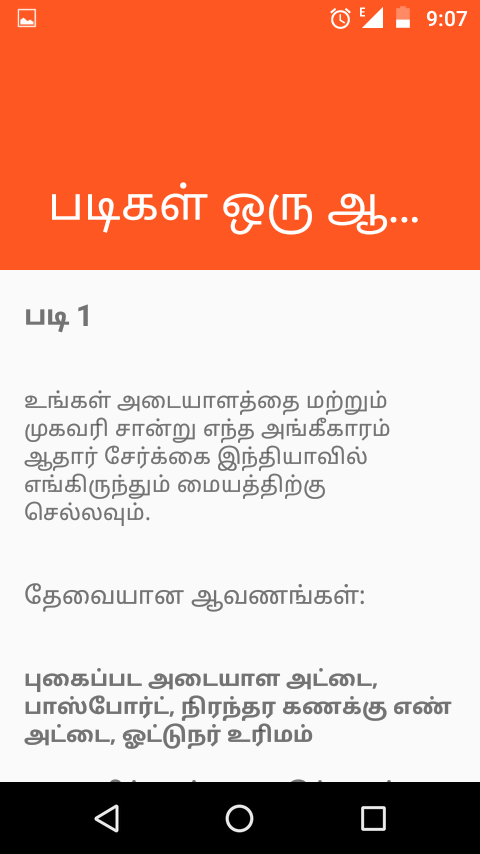 E
9:07
படிகள் ஒரு ஆ...
படி 1
உங்கள் அடையாளத்தை மற்றும்
முகவரி சான்று எந்த அங்கீகாரம்
ஆதார் சேர்க்கை இந்தியாவில்
எங்கிருந்தும் மையத்திற்கு
செல்லவும்.
தேவையான ஆவணங்கள்:
புகைப்பட அடையாள அட்டை,
பாஸ்போர்ட், நிரந்தர கணக்கு எண்
அட்டை, ஓட்டுநர் உரிமம்